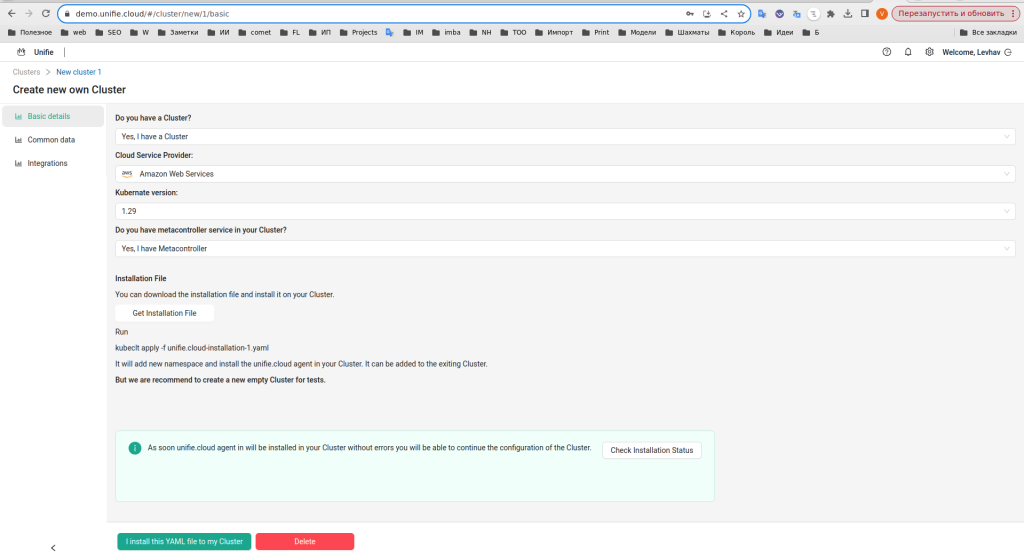 demo.unifie.cloud/#/cluster/new/1/basic
Перезапустить и обновить
Полезное web SEO W Заметки ИИ comet FL ИП Projects IM imba NH ТОО Импорт Print Модели Шахматы Король Идеи Б Все закладки
Unifie
Welcome, Levhav
Clusters > New cluster 1
Create new own Cluster
Basic details
Common data
Integrations
Do you have a Cluster?
Yes, I have a Cluster
Cloud Service Provider:
aws Amazon Web Services
Kubernate version:
1.29
Do you have metacontroller service in your Cluster?
Yes, I have Metacontroller
Installation File
You can download the installation file and install it on your Cluster.
Get Installation File
Run
kubeclt apply -f unifie.cloud-installation-1.yaml
It will add new namespace and install the unifie.cloud agent in your Cluster. It can be added to the exiting Cluster.
But we are recommend to create a new empty Cluster for tests.
As soon unifie.cloud agent in will be installed in your Cluster without errors you will be able to continue the configuration of the Cluster.
Check Installation Status
I install this YAML file to my Cluster
Delete